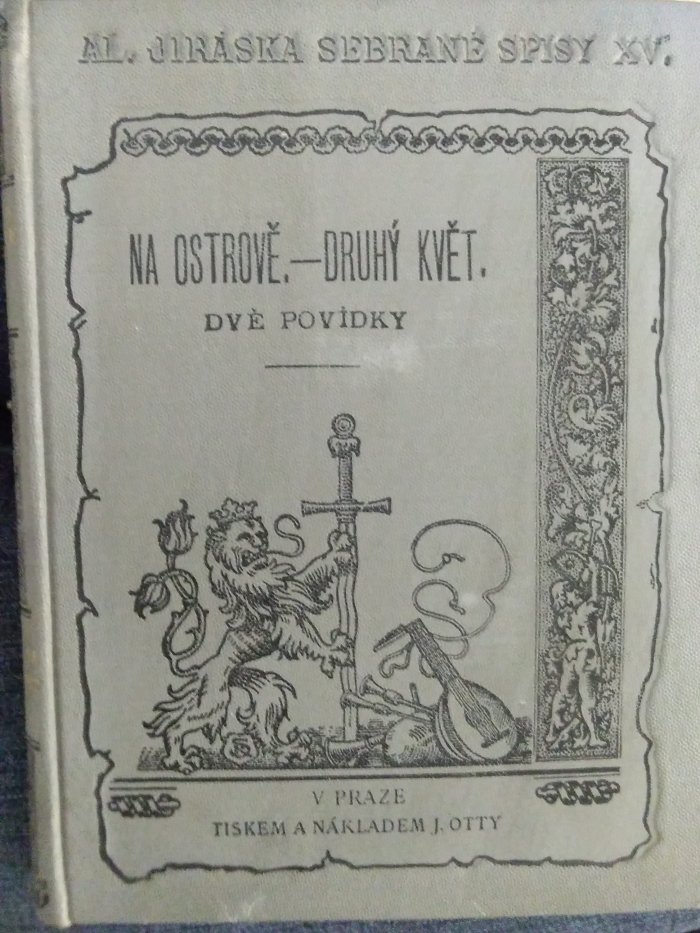 AL. JIRÁSKA SEBRANÉ SPISY XV.
NA OSTROVĚ.—DRUHÝ KVĚT.
DVĚ POVÍDKY
V PRAZE
TISKEM A NÁKLADEM J. OTTY